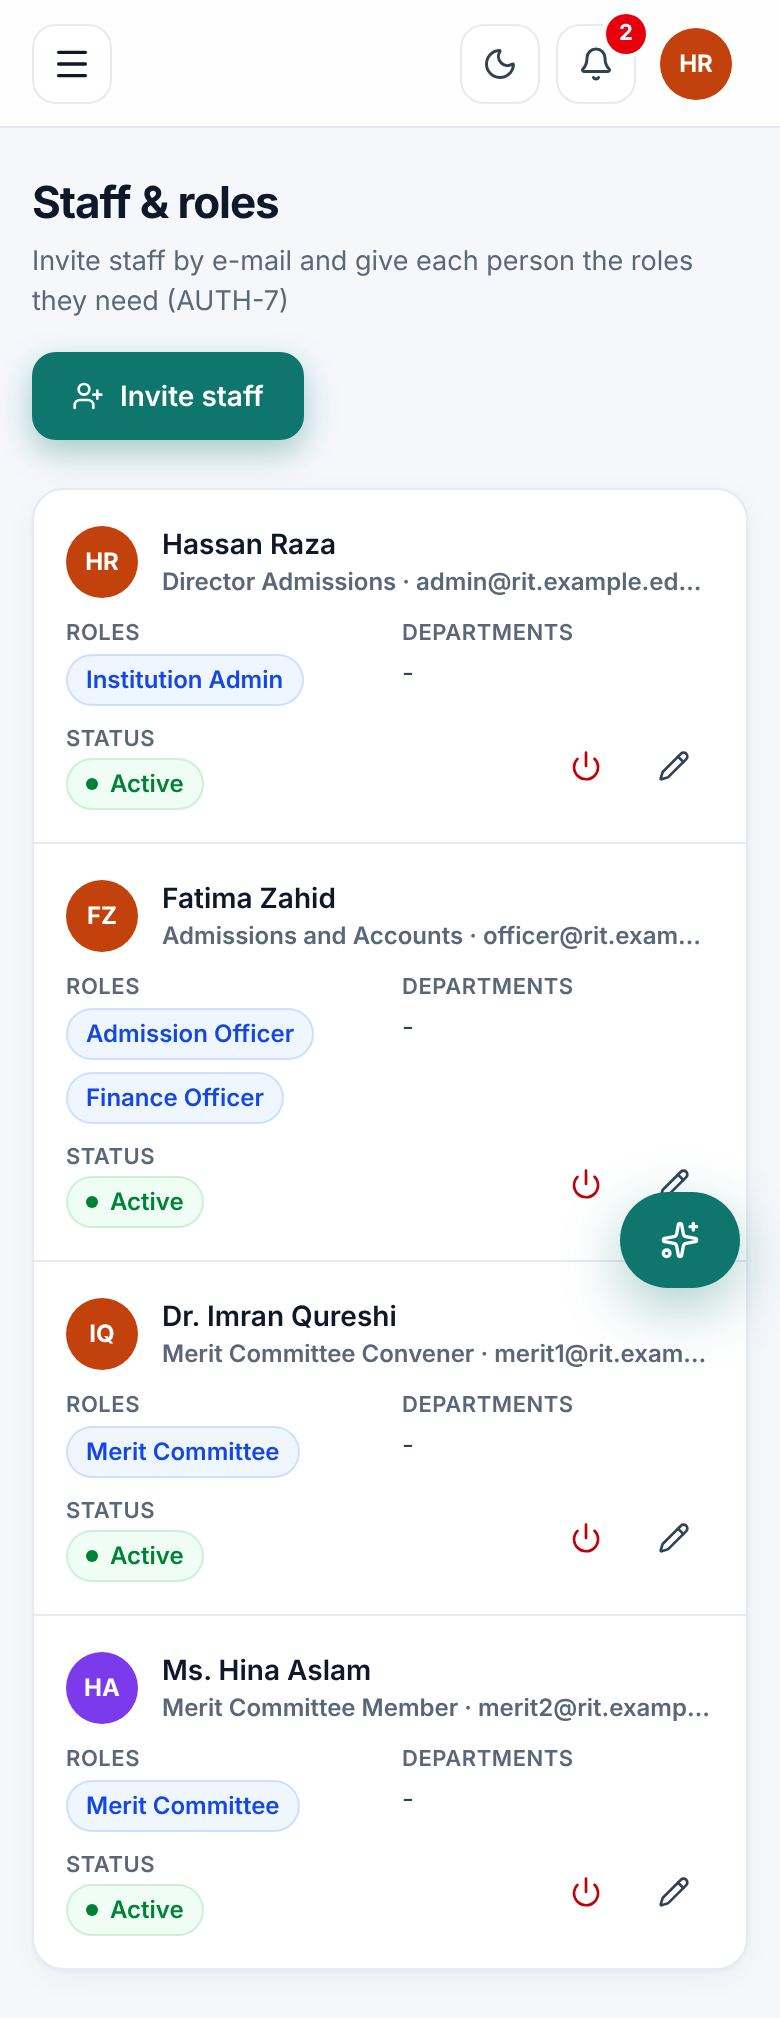 2
HR
Staff & roles
Invite staff by e-mail and give each person the roles
they need (AUTH-7)
Invite staff
HR
Hassan Raza
Director Admissions · admin@rit.example.ed...
ROLES
DEPARTMENTS
Institution Admin
-
STATUS
Active
FZ
Fatima Zahid
Admissions and Accounts · officer@rit.exam...
ROLES
DEPARTMENTS
Admission Officer
-
Finance Officer
STATUS
Active
IQ
Dr. Imran Qureshi
Merit Committee Convener · merit1@rit.exam...
ROLES
DEPARTMENTS
Merit Committee
-
STATUS
Active
HA
Ms. Hina Aslam
Merit Committee Member · merit2@rit.examp...
ROLES
DEPARTMENTS
Merit Committee
-
STATUS
Active